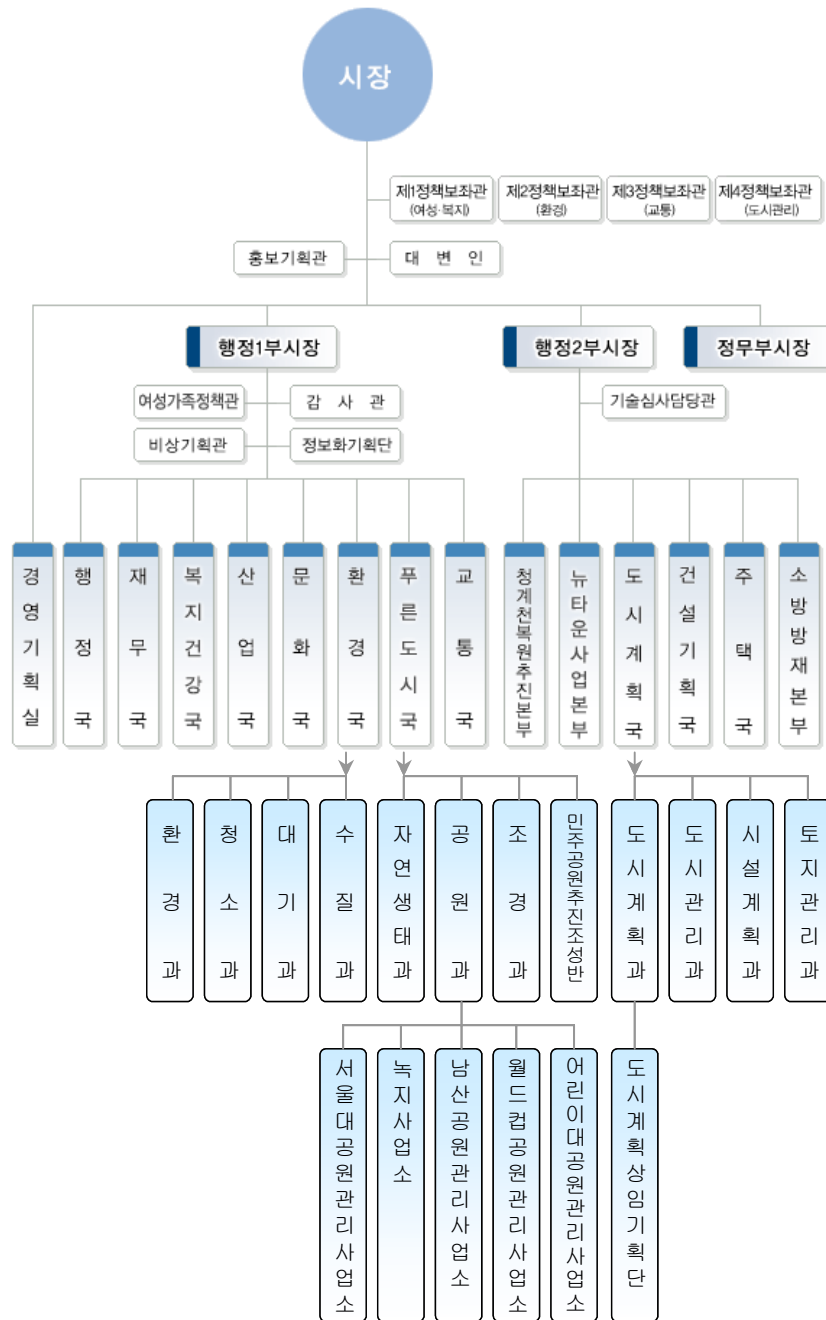 시장
제1정책보좌관
(여성·복지)
제2정책보좌관
(환경)
제3정책보좌관
(교통)
제4정책보좌관
(도시관리)
홍보기획관
대 변 인
행정1부시장
행정2부시장
정무부시장
여성가족정책관
감 사 관
기술심사담당관
비상기획관
정보화기획단
경영기획실
행정국
재무국
복지건강국
산업국
문화국
환경국
푸른도시국
교통국
청계천복원추진본부
뉴타운사업본부
도시계획국
건설기획국
주택국
소방방재본부
환경과
청소과
대기과
수질과
자연생태과
공원과
조경과
민주공원추진조성반
도시계획과
도시관리과
시설계획과
토지관리과
서울대공원관리사업소
녹지사업소
남산공원관리사업소
월드컵공원관리사업소
어린이대공원관리사업소
도시계획상임기획단